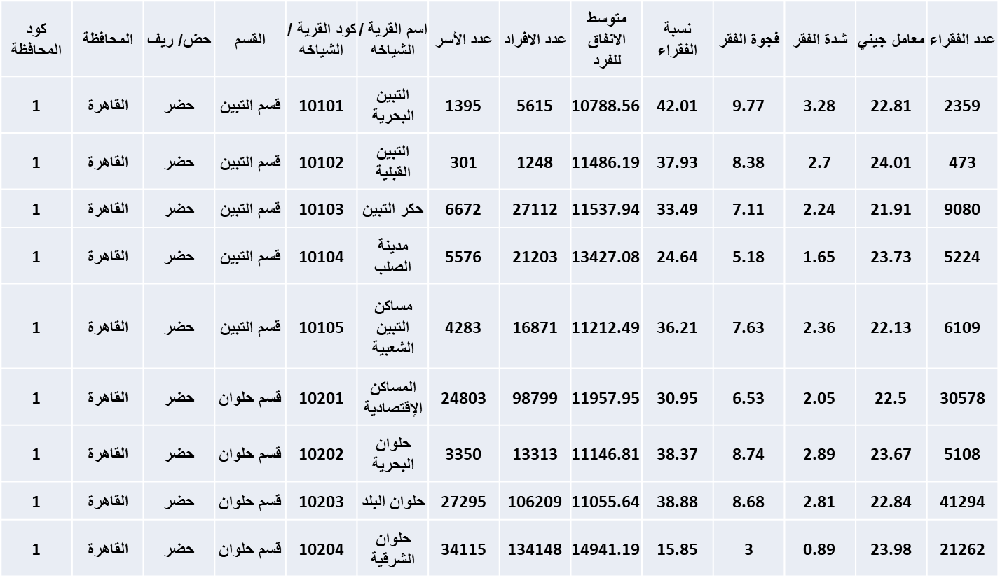 كود المحافظة | المحافظة | حض/ ريف | القسم | كود القرية / الشياخه | اسم القرية / الشياخه | عدد الأسر | عدد الافراد | متوسط الانفاق للفرد | نسبة الفقراء | فجوة الفقر | شدة الفقر | معامل جيني | عدد الفقراء
1 | القاهرة | حضر | قسم التبين | 10101 | التبين البحرية | 1395 | 5615 | 10788.56 | 42.01 | 9.77 | 3.28 | 22.81 | 2359
1 | القاهرة | حضر | قسم التبين | 10102 | التبين القبلية | 301 | 1248 | 11486.19 | 37.93 | 8.38 | 2.7 | 24.01 | 473
1 | القاهرة | حضر | قسم التبين | 10103 | حكر التبين | 6672 | 27112 | 11537.94 | 33.49 | 7.11 | 2.24 | 21.91 | 9080
1 | القاهرة | حضر | قسم التبين | 10104 | مدينة الصلب | 5576 | 21203 | 13427.08 | 24.64 | 5.18 | 1.65 | 23.73 | 5224
1 | القاهرة | حضر | قسم التبين | 10105 | مساكن التبين الشعبية | 4283 | 16871 | 11212.49 | 36.21 | 7.63 | 2.36 | 22.13 | 6109
1 | القاهرة | حضر | قسم حلوان | 10201 | المساكن الإقتصادية | 24803 | 98799 | 11957.95 | 30.95 | 6.53 | 2.05 | 22.5 | 30578
1 | القاهرة | حضر | قسم حلوان | 10202 | حلوان البحرية | 3350 | 13313 | 11146.81 | 38.37 | 8.74 | 2.89 | 23.67 | 5108
1 | القاهرة | حضر | قسم حلوان | 10203 | حلوان البلد | 27295 | 106209 | 11055.64 | 38.88 | 8.68 | 2.81 | 22.84 | 41294
1 | القاهرة | حضر | قسم حلوان | 10204 | حلوان الشرقية | 34115 | 134148 | 14941.19 | 15.85 | 3 | 0.89 | 23.98 | 21262